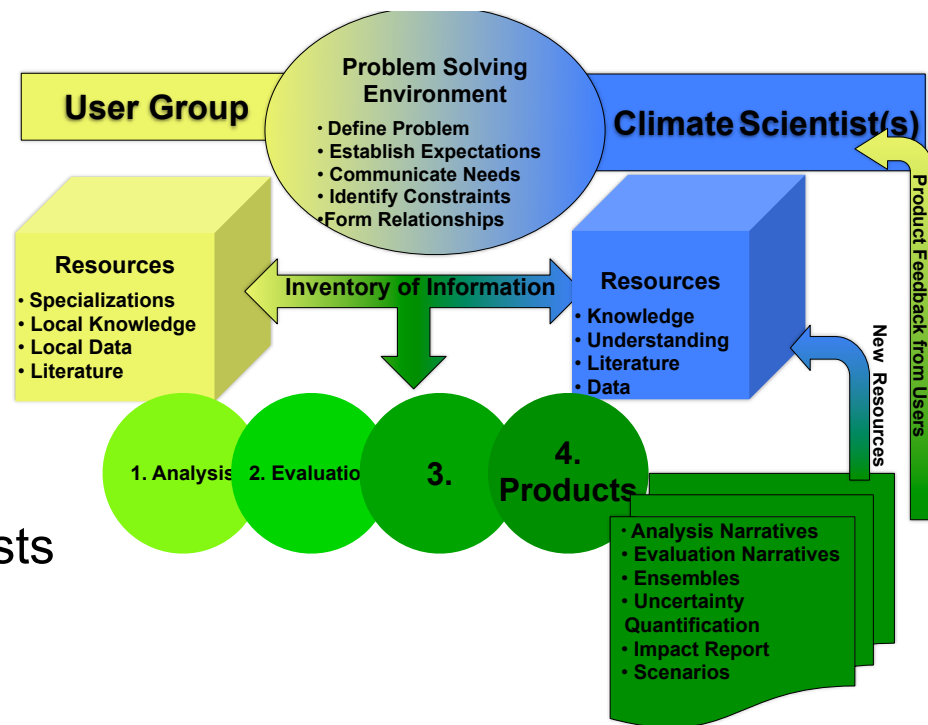 Problem Solving
Environment
• Define Problem
• Establish Expectations
• Communicate Needs
• Identify Constraints
•Form Relationships
User Group
Climate Scientist(s)
Product Feedback from Users
Resources
• Specializations
• Local Knowledge
• Local Data
• Literature
Inventory of Information
Resources
• Knowledge
• Understanding
• Literature
• Data
New Resources
1. Analysis
2. Evaluation
3.
4.
Products
sts
• Analysis Narratives
• Evaluation Narratives
• Ensembles
• Uncertainty
Quantification
• Impact Report
• Scenarios